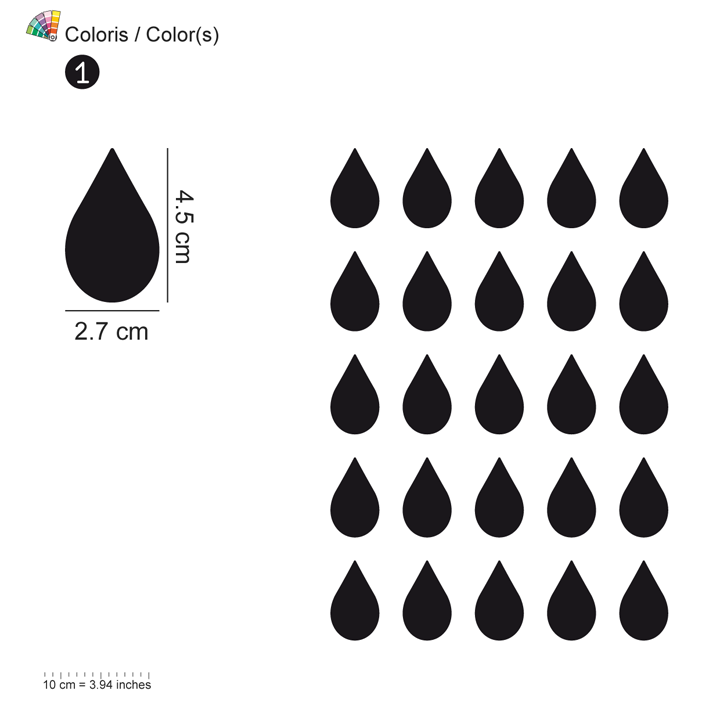 Coloris / Color(s)
1
4.5 cm
2.7 cm
10 cm = 3.94 inches